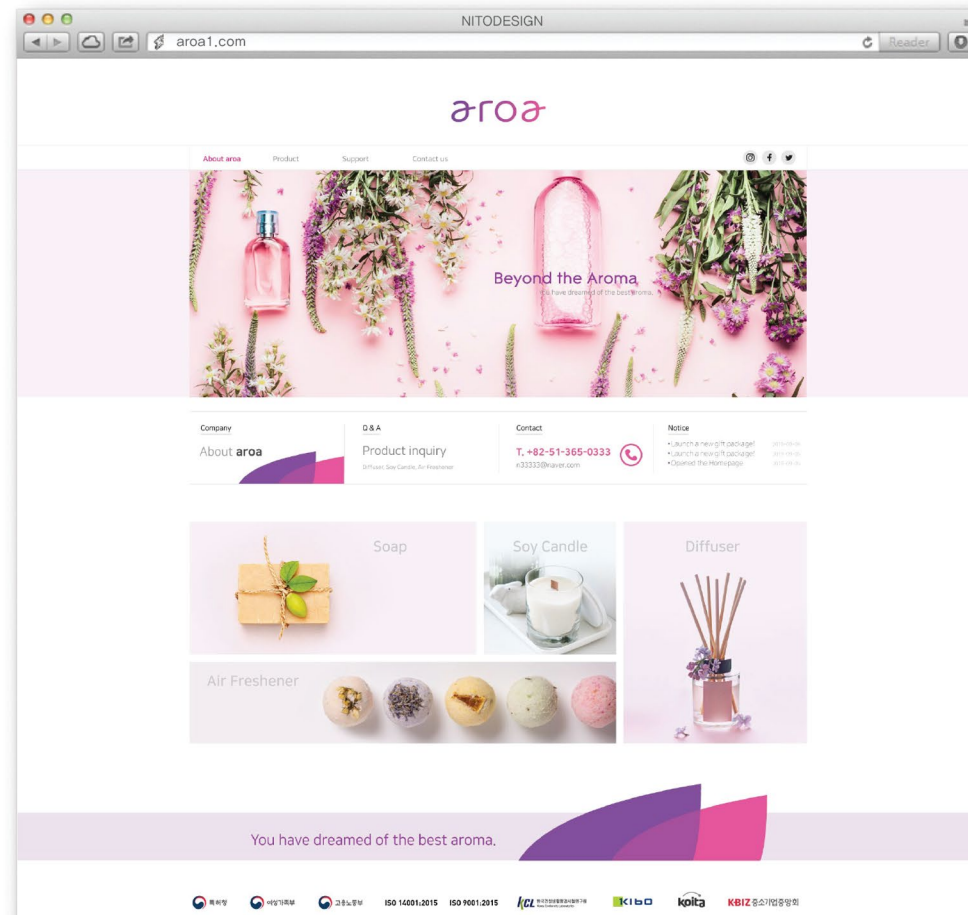 NITODESIGN
aroa1.com
Reader
aroa
About aroa
Product
Support
Contact us
Beyond the Aroma,
You have dreamed of the best aroma.
Company
About aroa
Q & A
Product inquiry
Diffuser, Soy Candle, Air Freshener
Contact
T. +82-51-365-0333
n33333@naver.com
Notice
•Launch a new gift package!
•Launch a new gift package!
•Opened the Homepage
Soap
Soy Candle
Diffuser
Air Freshener
You have dreamed of the best aroma.
특허청
여성가족부
고용노동부
ISO 14001:2015
ISO 9001:2015
KCL
KIBO
koita
KBIZ 중소기업중앙회